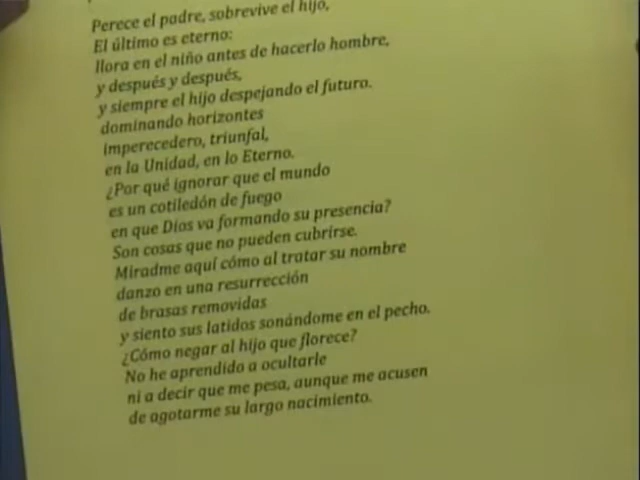 Perece el padre, sobrevive el hijo,
El último es eterno:
llora en el niño antes de hacerlo hombre,
y después y después,
y siempre el hijo despejando el futuro.
dominando horizontes
imperecedero, triunfal,
en la Unidad, en lo Eterno.
¿Por qué ignorar que el mundo
es un cotiledón de fuego
en que Dios va formando su presencia?
Son cosas que no pueden cubrirse.
Miradme aquí cómo al tratar su nombre
danzo en una resurrección
de brasas removidas
y siento sus latidos sonándome en el pecho.
¿Cómo negar al hijo que florece?
No he aprendido a ocultarle
ni a decir que me pesa, aunque me acusen
de agotarme su largo nacimiento.